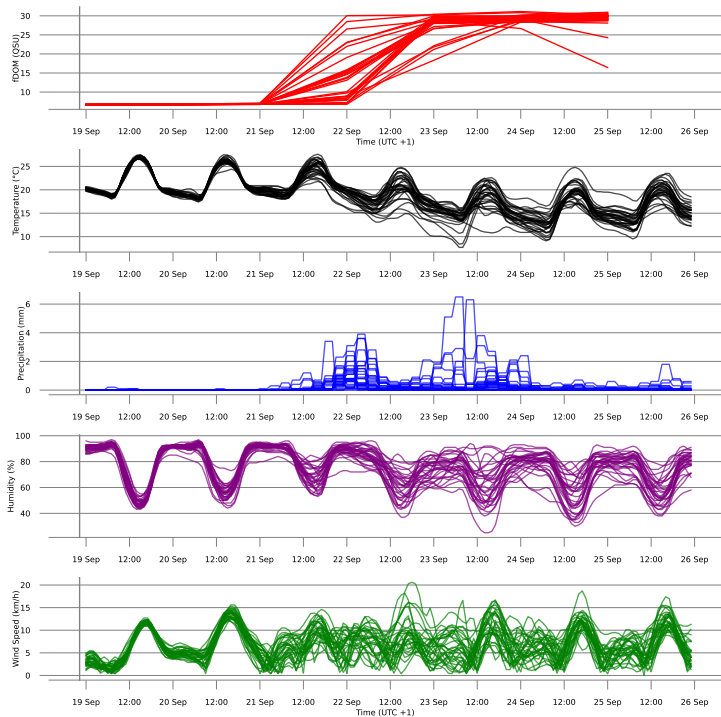 30
25
20
15
10
fDOM (QSU)
19 Sep 12:00 20 Sep 12:00 21 Sep 12:00 22 Sep 12:00 23 Sep 12:00 24 Sep 12:00 25 Sep 12:00 26 Sep
Time (UTC +1)
25
20
15
10
Temperature (°C)
19 Sep 12:00 20 Sep 12:00 21 Sep 12:00 22 Sep 12:00 23 Sep 12:00 24 Sep 12:00 25 Sep 12:00 26 Sep
6
4
2
0
Precipitation (mm)
19 Sep 12:00 20 Sep 12:00 21 Sep 12:00 22 Sep 12:00 23 Sep 12:00 24 Sep 12:00 25 Sep 12:00 26 Sep
100
80
60
40
Humidity (%)
19 Sep 12:00 20 Sep 12:00 21 Sep 12:00 22 Sep 12:00 23 Sep 12:00 24 Sep 12:00 25 Sep 12:00 26 Sep
20
15
10
5
0
Wind Speed (km/h)
19 Sep 12:00 20 Sep 12:00 21 Sep 12:00 22 Sep 12:00 23 Sep 12:00 24 Sep 12:00 25 Sep 12:00 26 Sep
Time (UTC +1)